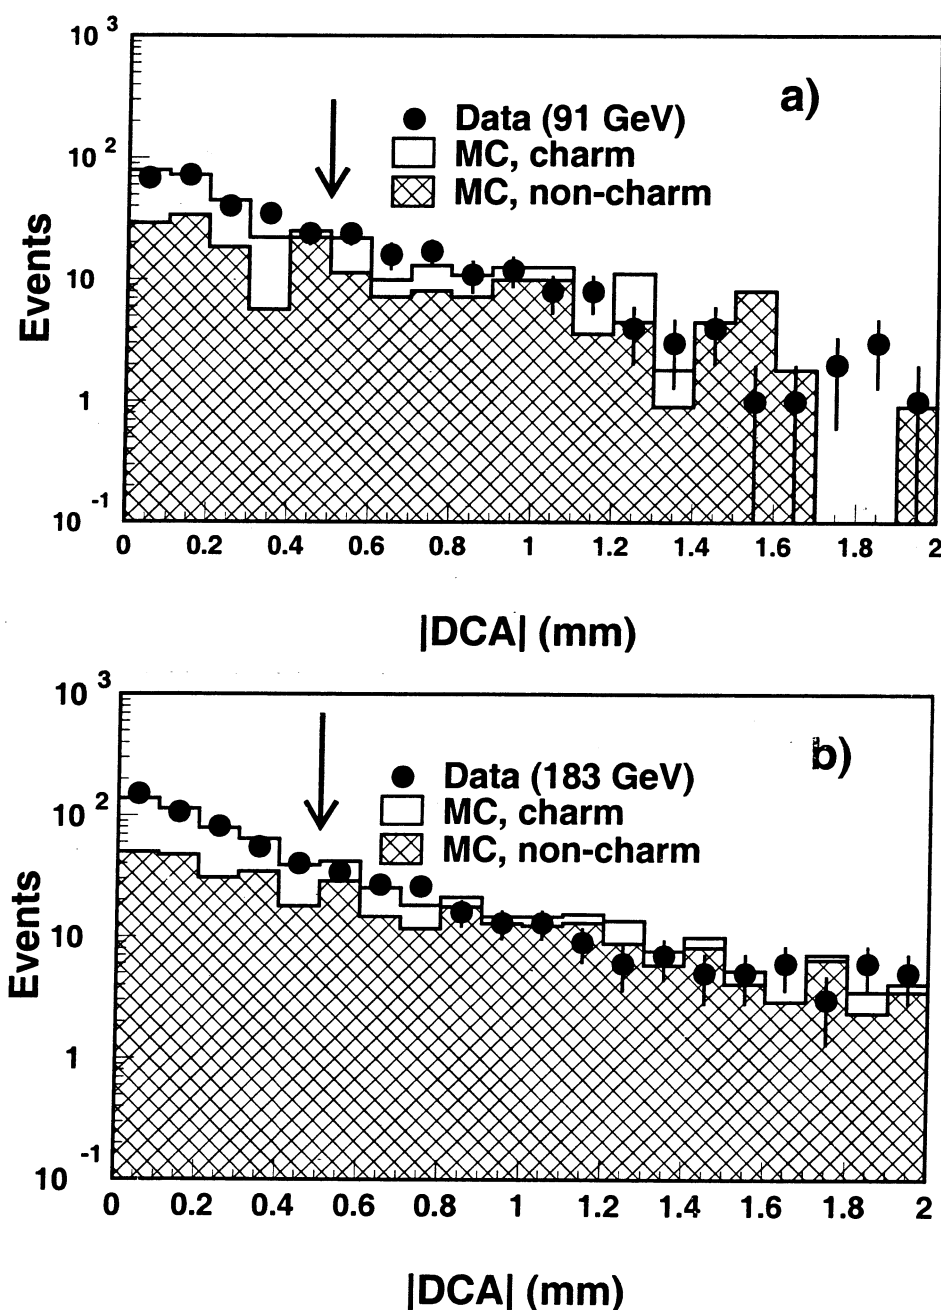 10 3
a)
Data (91 GeV)
MC, charm
MC, non-charm
10 2
10
1
10 -1
Events
0 0.2 0.4 0.6 0.8 1 1.2 1.4 1.6 1.8 2
|DCA| (mm)
10 3
b)
Data (183 GeV)
MC, charm
MC, non-charm
10 2
10
1
10 -1
Events
0 0.2 0.4 0.6 0.8 1 1.2 1.4 1.6 1.8 2
|DCA| (mm)